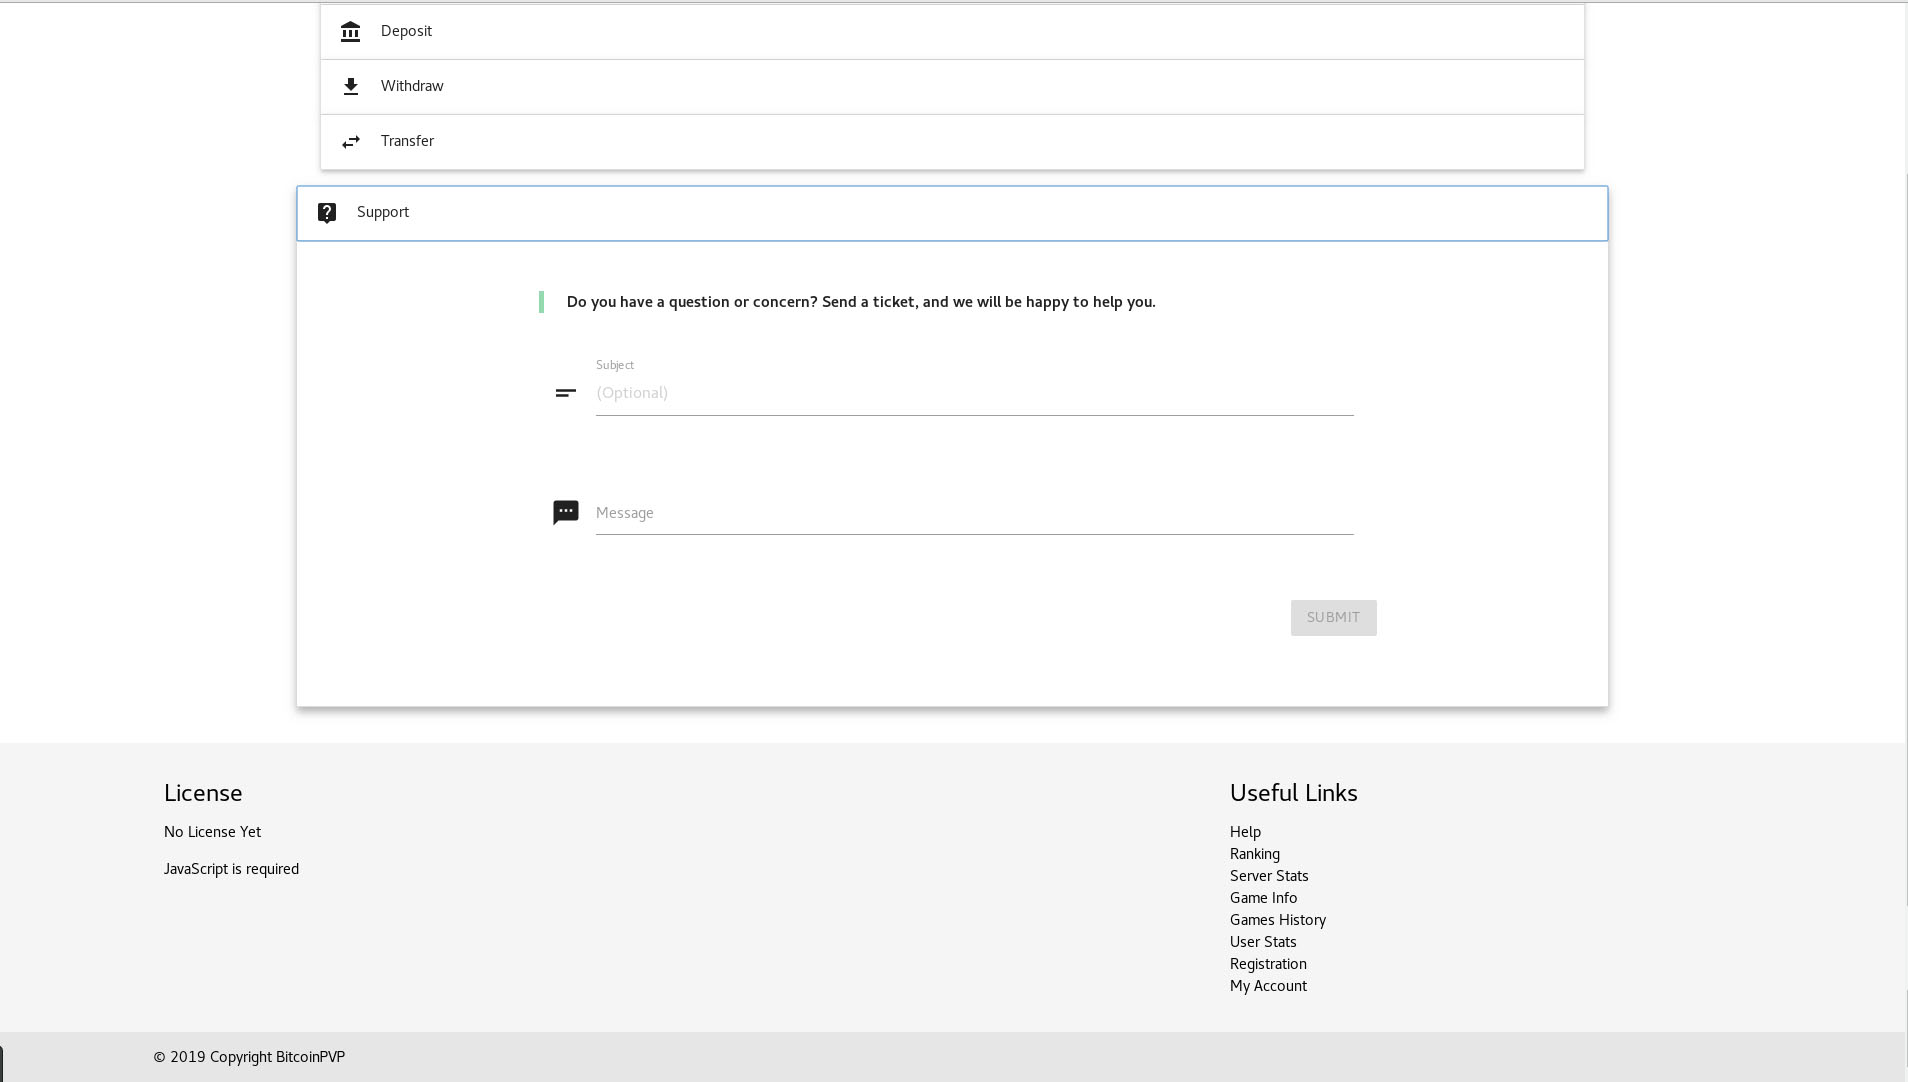 Deposit
Withdraw
Transfer
Support
Do you have a question or concern? Send a ticket, and we will be happy to help you.
Subject
(Optional)
Message
SUBMIT
License
No License Yet
JavaScript is required
Useful Links
Help
Ranking
Server Stats
Game Info
Games History
User Stats
Registration
My Account
© 2019 Copyright BitcoinPVP